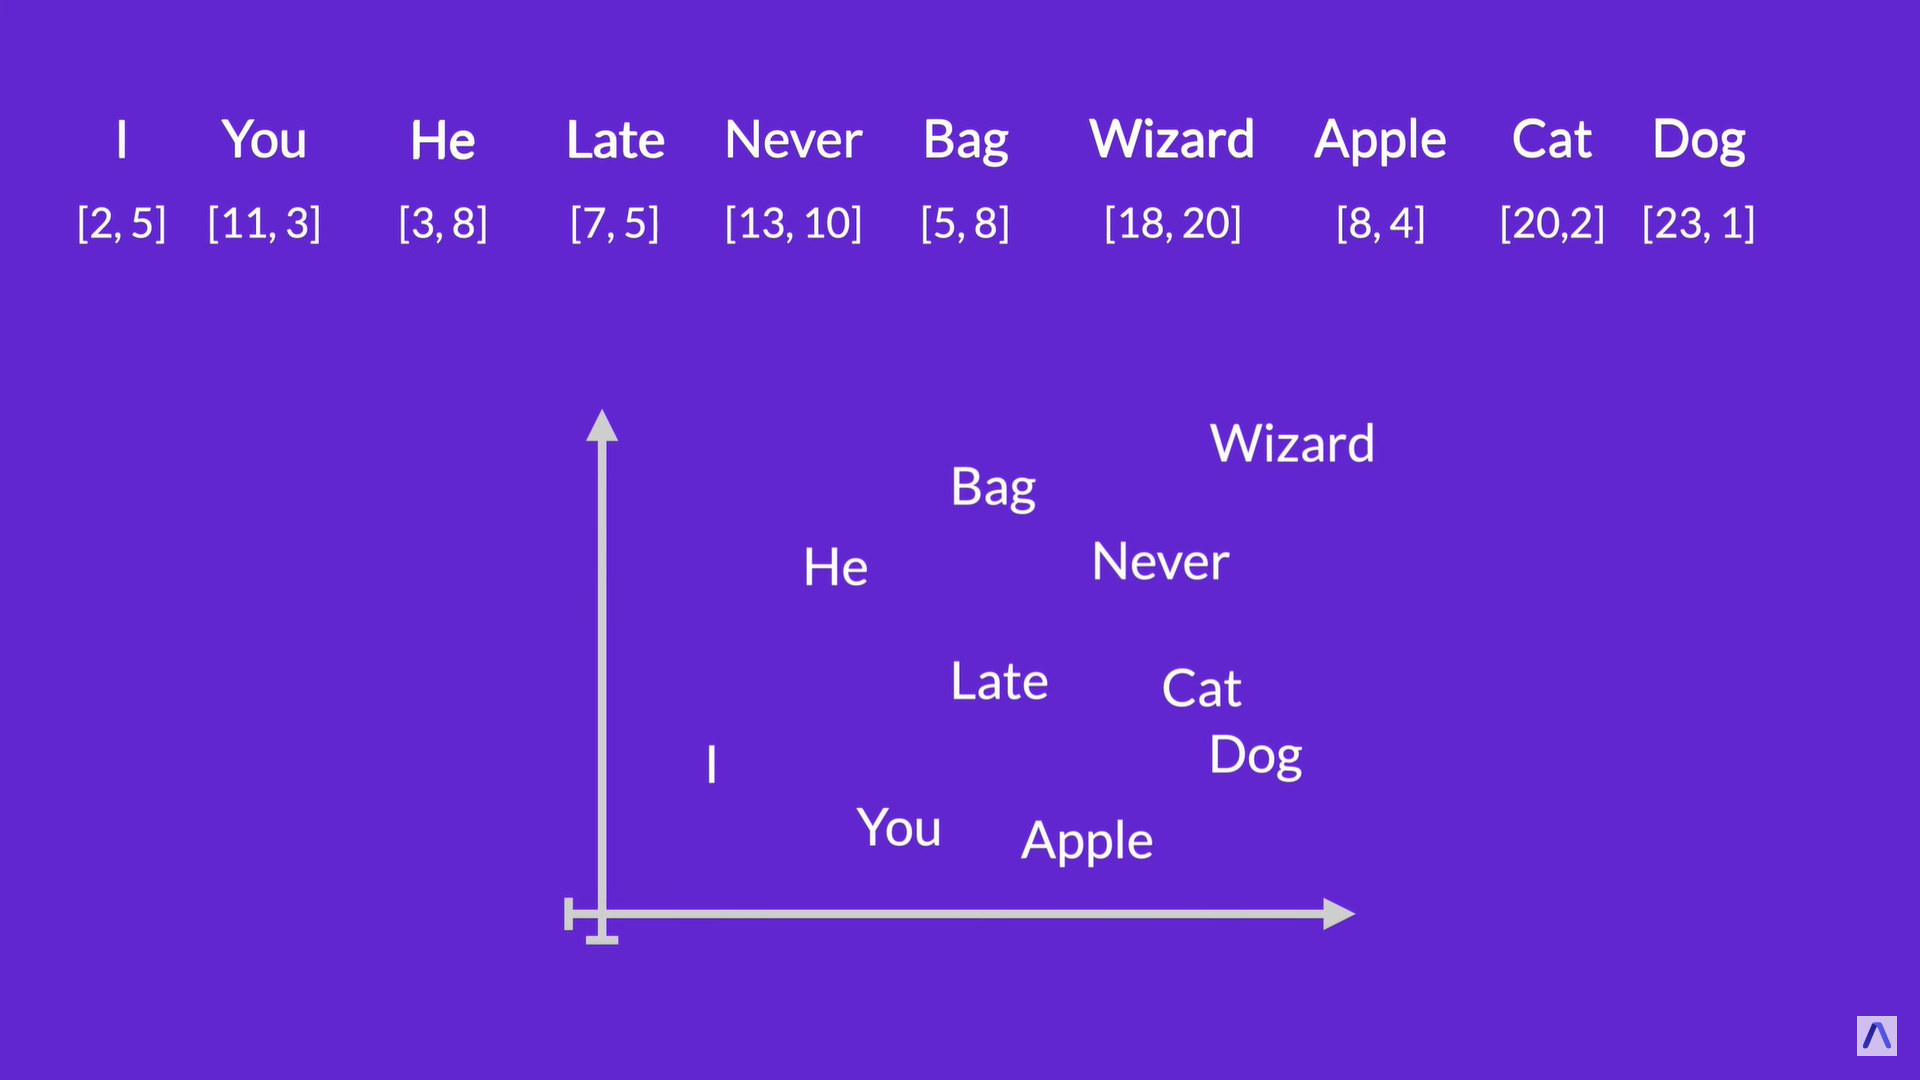 I You He Late Never Bag Wizard Apple Cat Dog
[2, 5] [11, 3] [3, 8] [7, 5] [13, 10] [5, 8] [18, 20] [8, 4] [20,2] [23, 1]
Wizard
Bag
He Never
Late Cat
I Dog
You Apple